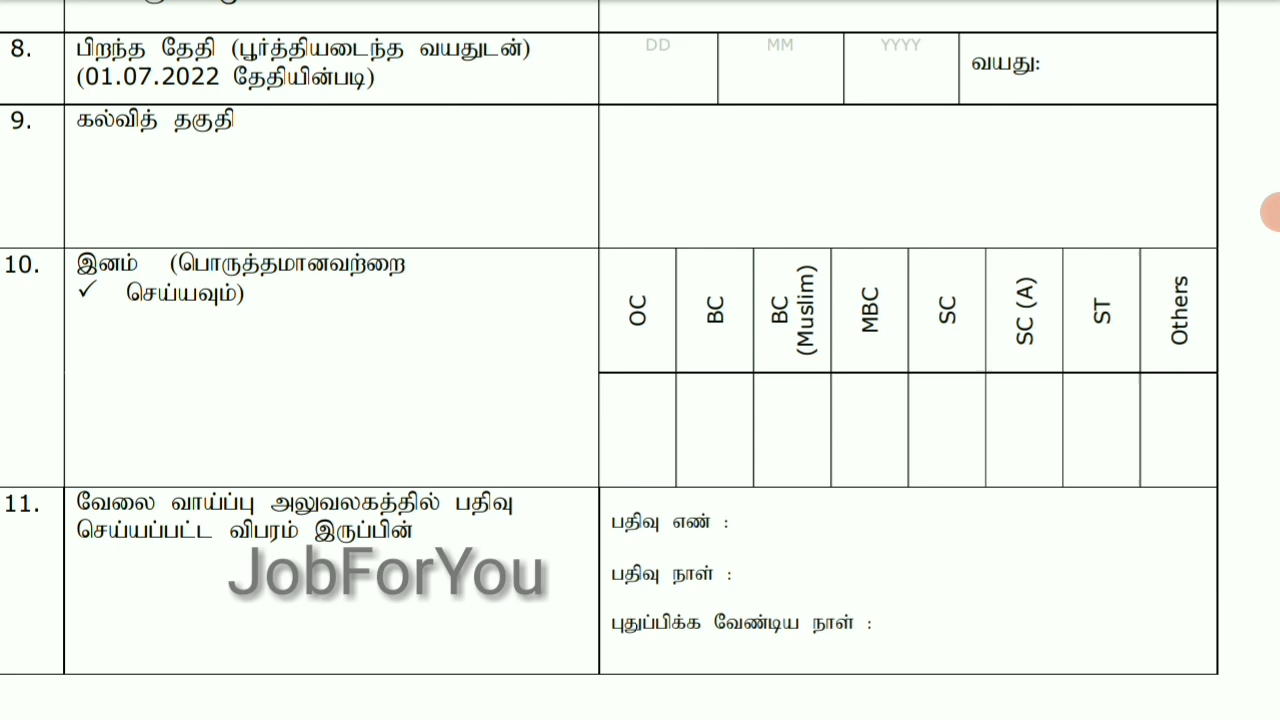 8. பிறந்த தேதி (பூர்த்தியடைந்த வயதுடன்)
(01.07.2022 தேதியின்படி)
DD MM YYYY வயது:
9. கல்வித் தகுதி
10. இனம் (பொருத்தமானவற்றை
✓ செய்யவும்)
OC BC BC (Muslim) MBC SC SC (A) ST Others
11. வேலை வாய்ப்பு அலுவலகத்தில் பதிவு
செய்யப்பட்ட விபரம் இருப்பின்
பதிவு எண் :
பதிவு நாள் :
புதுப்பிக்க வேண்டிய நாள் :
JobForYou